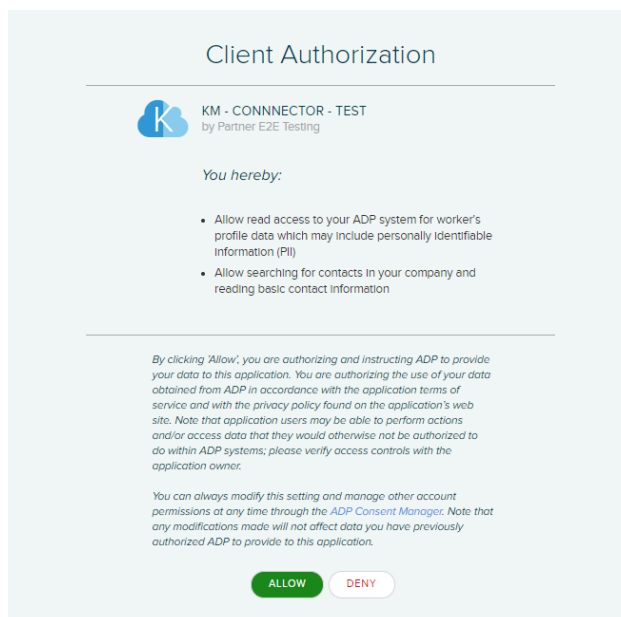 Client Authorization
K
KM - CONNNECTOR - TEST
by Partner E2E Testing
You hereby:
• Allow read access to your ADP system for worker's
profile data which may include personally identifiable
information (PII)
• Allow searching for contacts in your company and
reading basic contact information
By clicking 'Allow', you are authorizing and instructing ADP to provide
your data to this application. You are authorizing the use of your data
obtained from ADP in accordance with the application terms of
service and with the privacy policy found on the application's web
site. Note that application users may be able to perform actions
and/or access data that they would otherwise not be authorized to
do within ADP systems; please verify access controls with the
application owner.
You can always modify this setting and manage other account
permissions at any time through the ADP Consent Manager. Note that
any modifications made will not affect data you have previously
authorized ADP to provide to this application.
ALLOW DENY